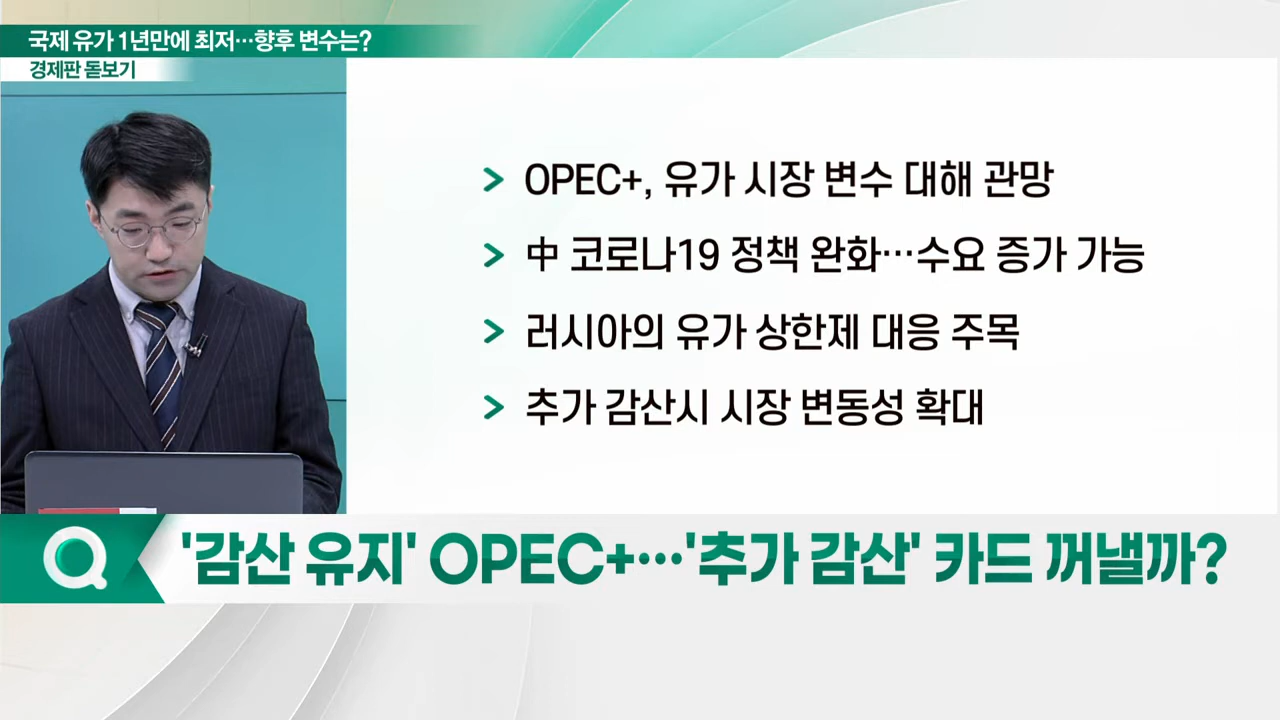 국제 유가 1년만에 최저…향후 변수는?
경제판 돋보기
> OPEC+, 유가 시장 변수 대해 관망
> 中 코로나19 정책 완화…수요 증가 가능
> 러시아의 유가 상한제 대응 주목
> 추가 감산시 시장 변동성 확대
'감산 유지' OPEC+…'추가 감산' 카드 꺼낼까?